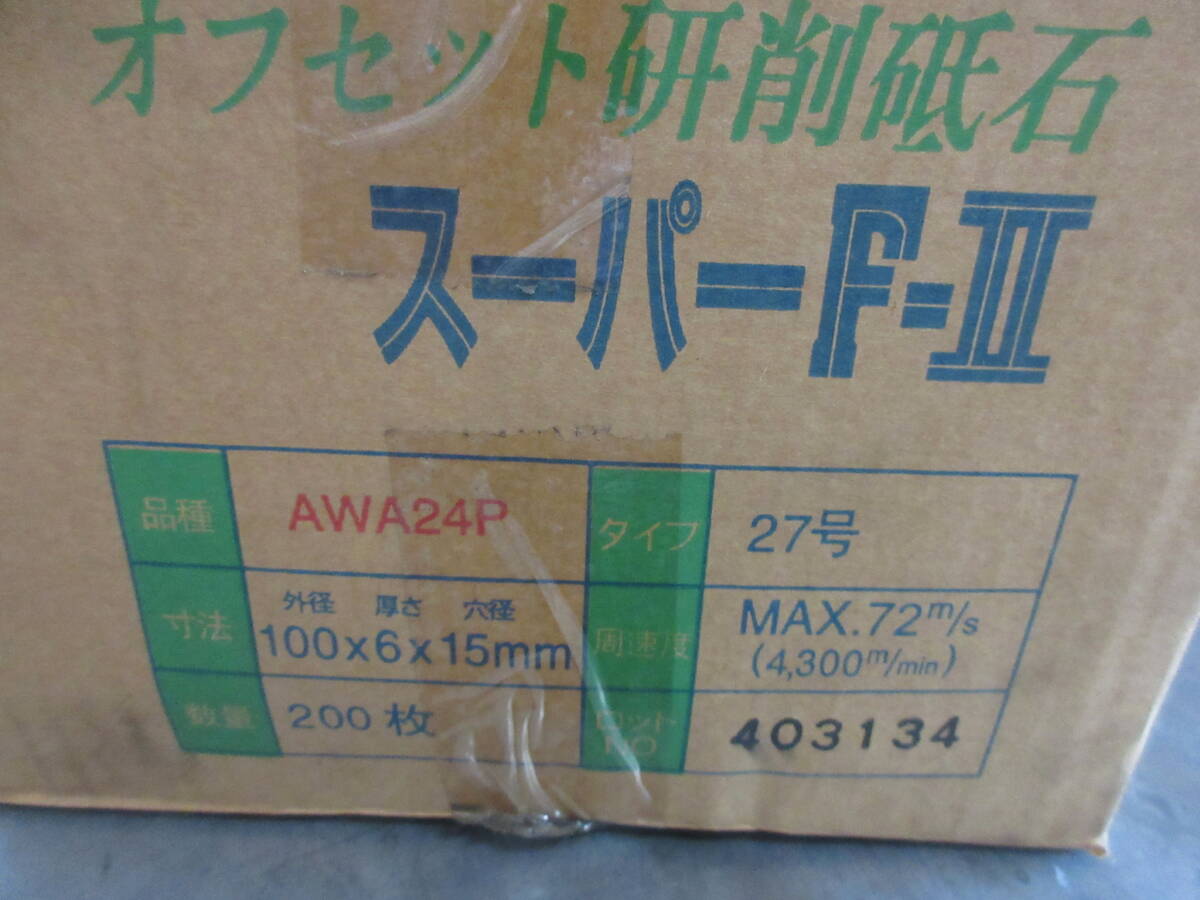 オフセット研削砥石
スーパーF-II
品種 AWA24P タイプ 27号
寸法 外径 厚さ 穴径 100x6x15mm 周速度 MAX.72m/s (4,300m/min)
数量 200枚 ロットNO 403134